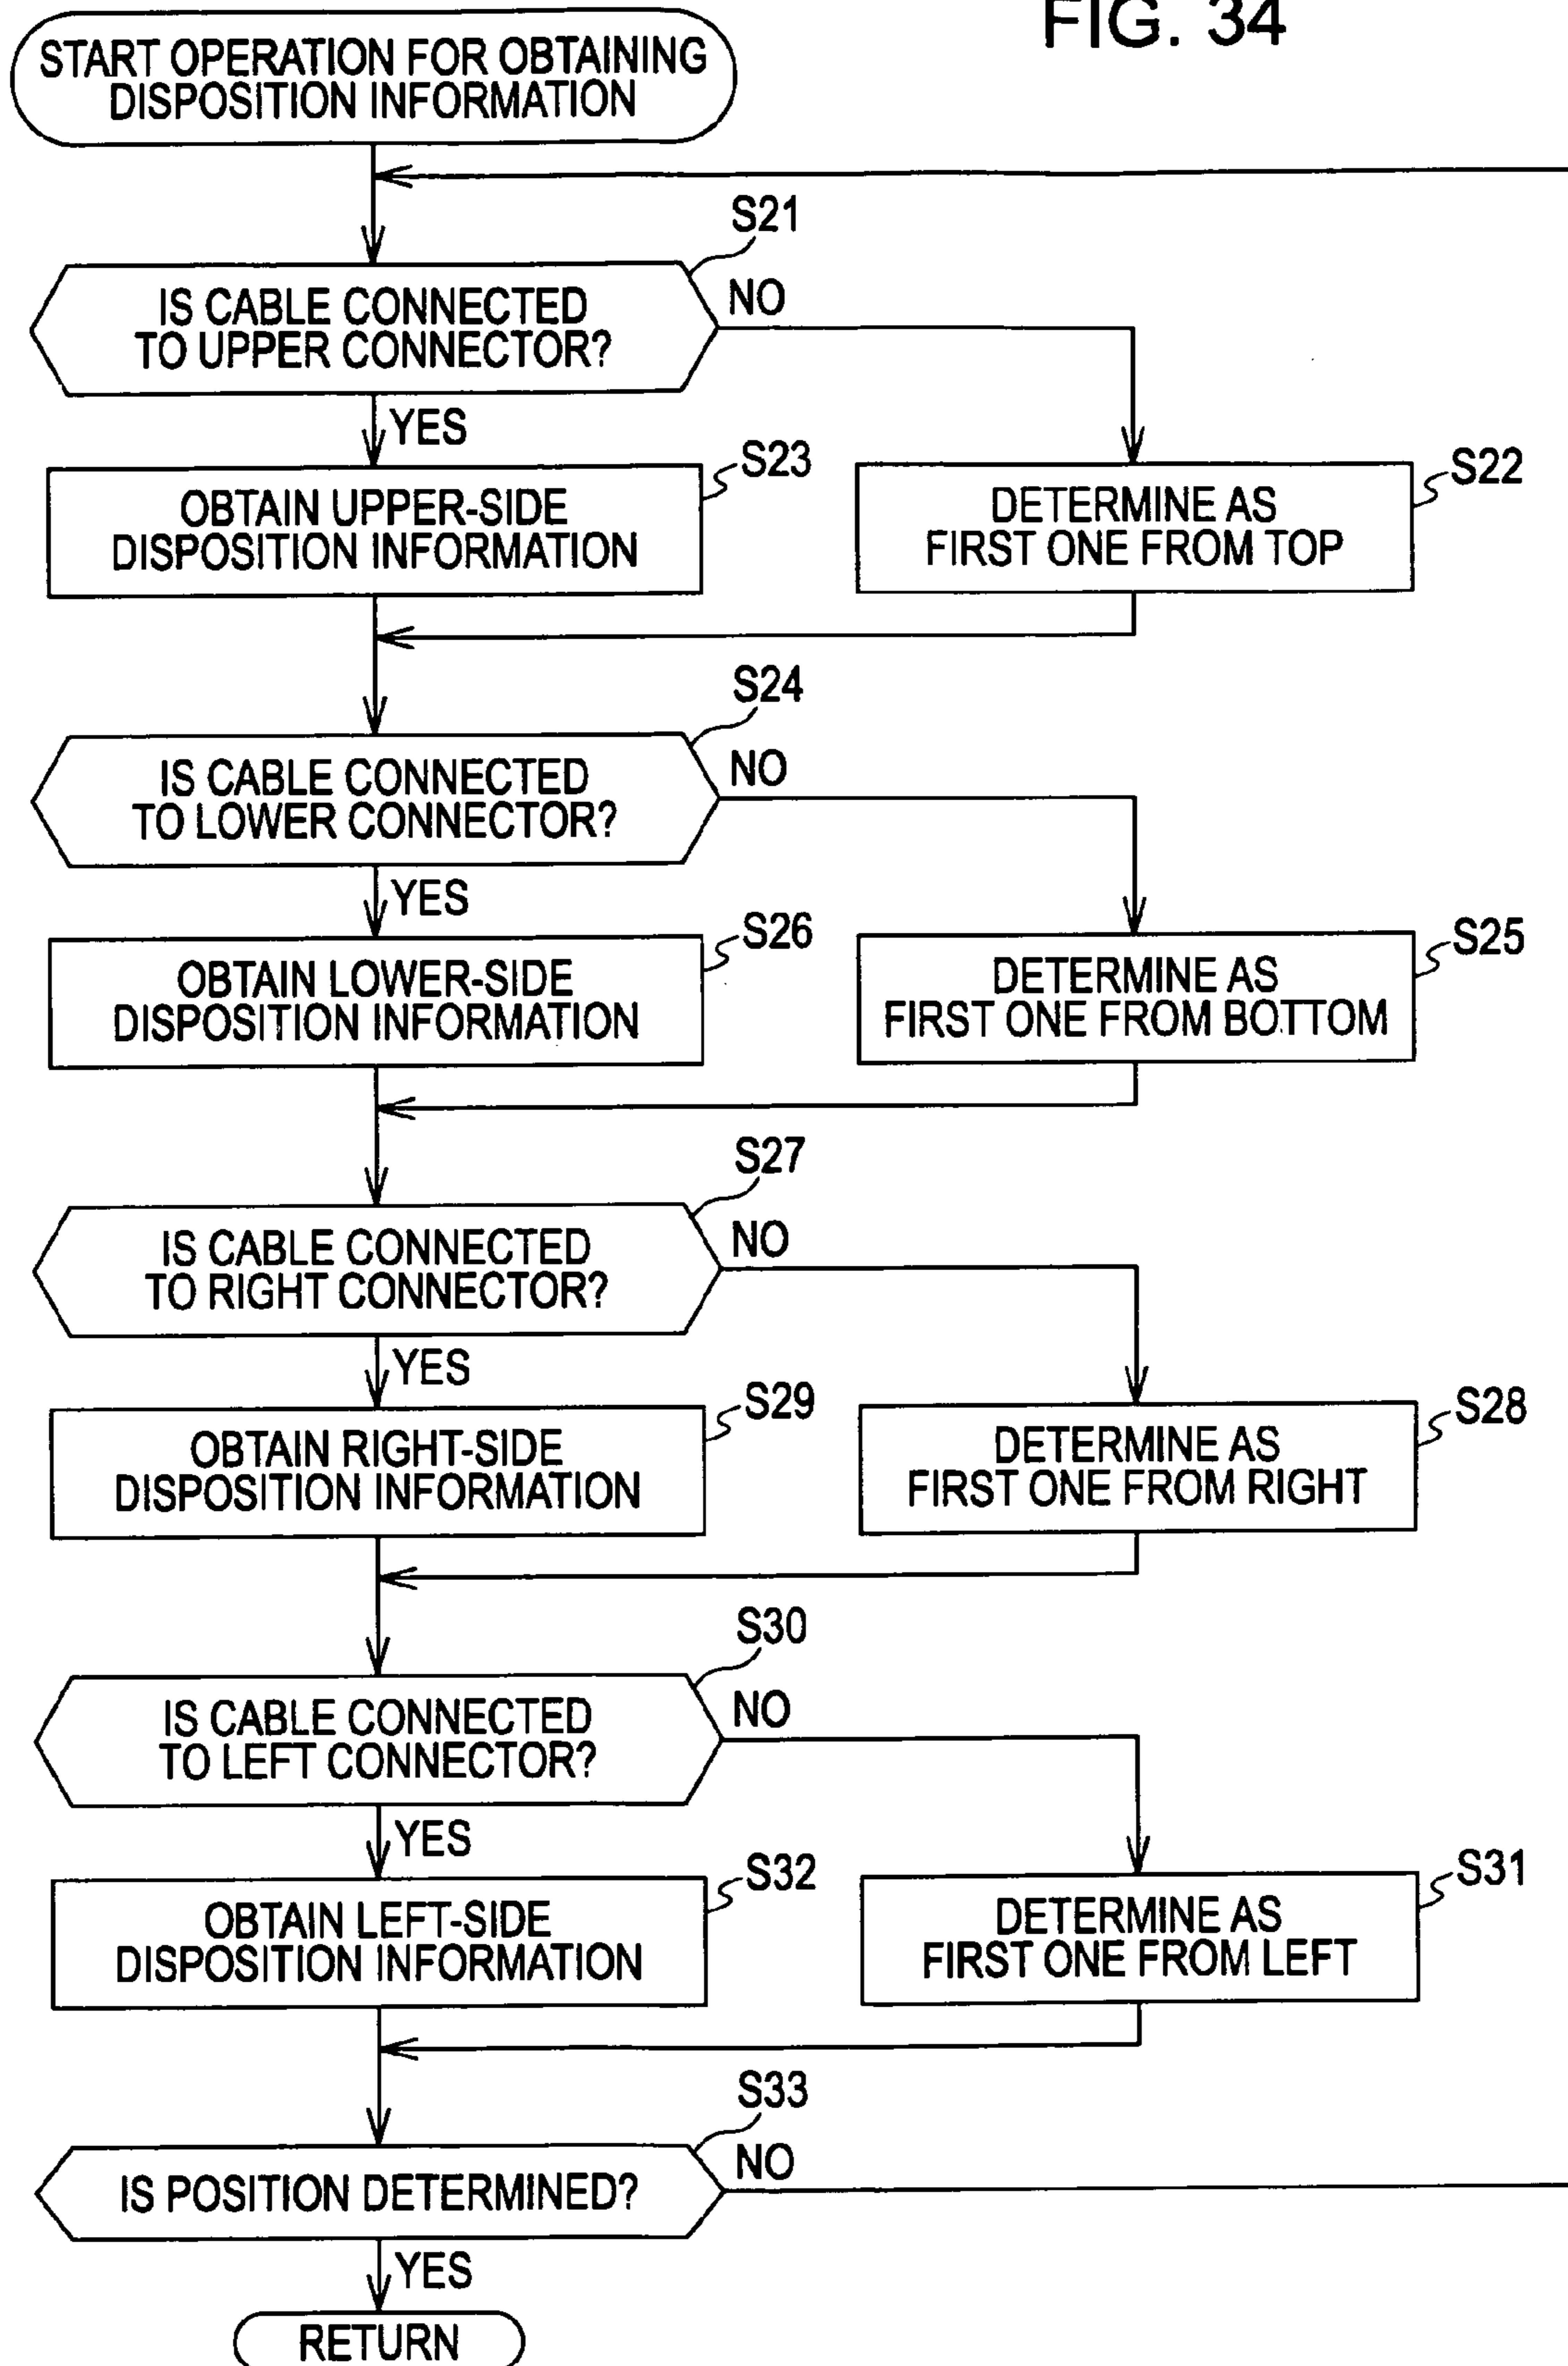 FIG. 34
START OPERATION FOR OBTAINING
DISPOSITION INFORMATION
S21
IS CABLE CONNECTED
TO UPPER CONNECTOR?
NO
YES
S23
OBTAIN UPPER-SIDE
DISPOSITION INFORMATION
S22
DETERMINE AS
FIRST ONE FROM TOP
S24
IS CABLE CONNECTED
TO LOWER CONNECTOR?
NO
YES
S26
OBTAIN LOWER-SIDE
DISPOSITION INFORMATION
S25
DETERMINE AS
FIRST ONE FROM BOTTOM
S27
IS CABLE CONNECTED
TO RIGHT CONNECTOR?
NO
YES
S29
OBTAIN RIGHT-SIDE
DISPOSITION INFORMATION
S28
DETERMINE AS
FIRST ONE FROM RIGHT
S30
IS CABLE CONNECTED
TO LEFT CONNECTOR?
NO
YES
S32
OBTAIN LEFT-SIDE
DISPOSITION INFORMATION
S31
DETERMINE AS
FIRST ONE FROM LEFT
S33
IS POSITION DETERMINED?
NO
YES
RETURN